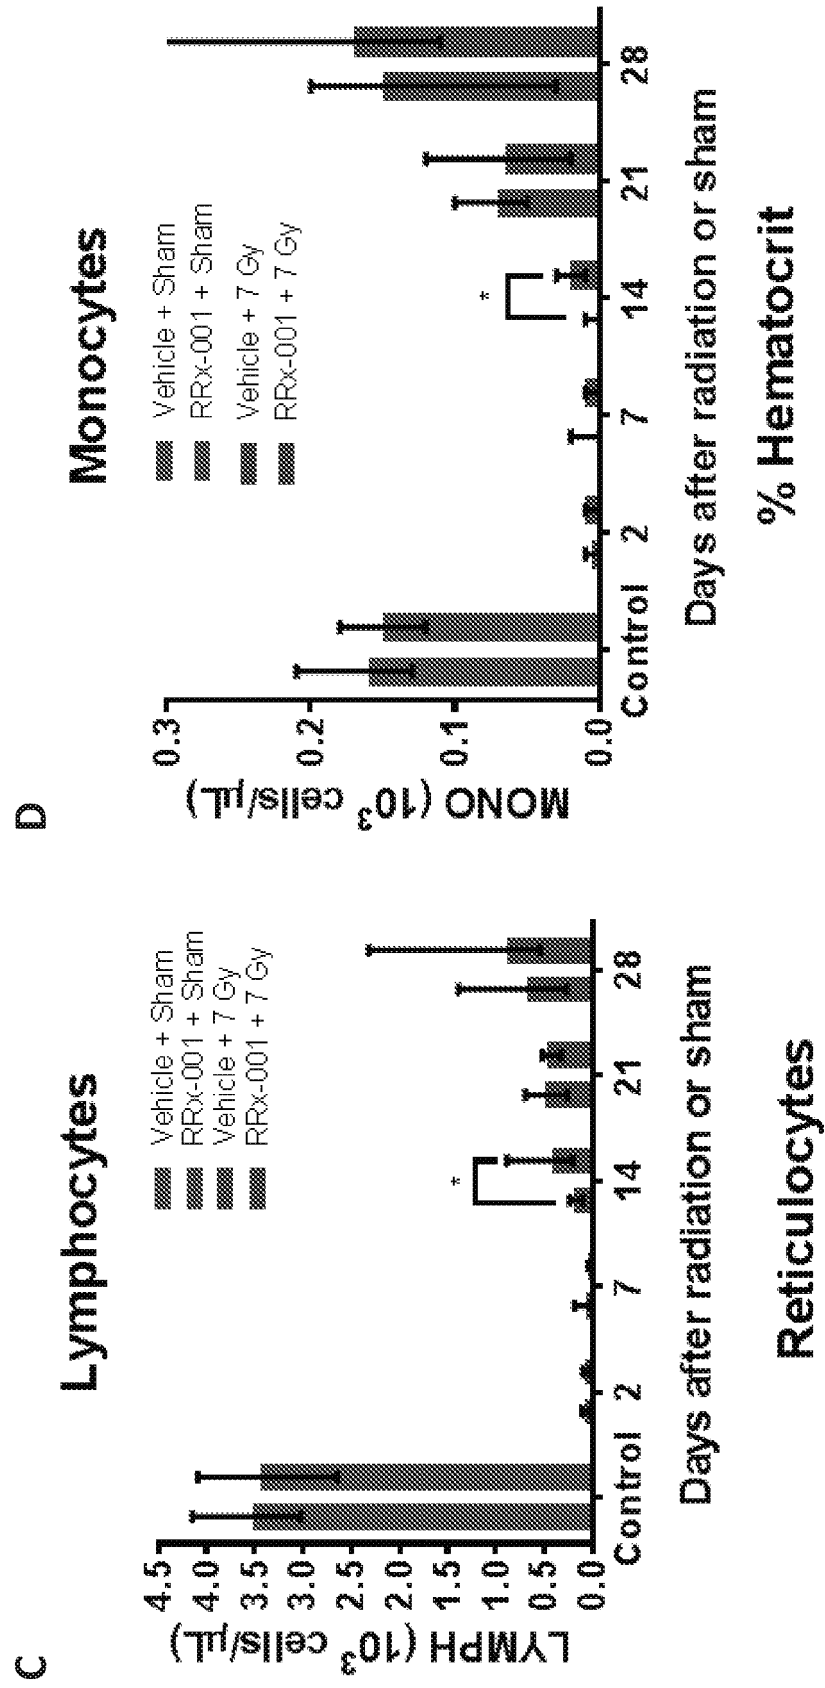 C
Lymphocytes
Vehicle + Sham
RRx-001 + Sham
Vehicle + 7 Gy
RRx-001 + 7 Gy
LYMPH (10³ cells/µL)
4.5
4.0
3.5
3.0
2.5
2.0
1.5
1.0
0.5
0.0
*
Control 2 7 14 21 28
Days after radiation or sham
Reticulocytes
D
Monocytes
Vehicle + Sham
RRx-001 + Sham
Vehicle + 7 Gy
RRx-001 + 7 Gy
MONO (10³ cells/µL)
0.3
0.2
0.1
0.0
*
Control 2 7 14 21 28
Days after radiation or sham
% Hematocrit